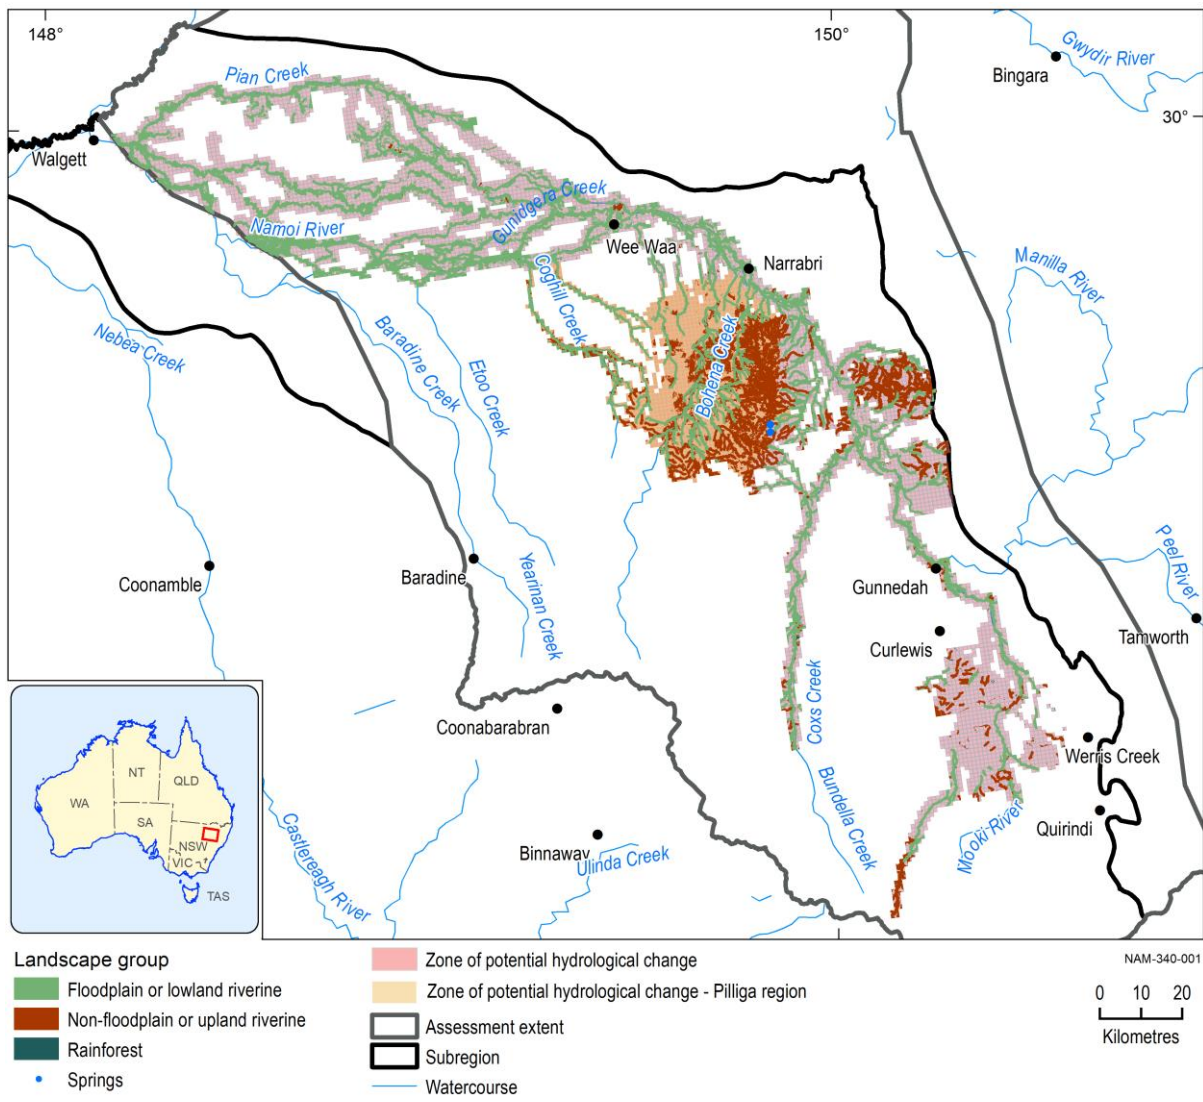 148°
150°
30°
Pian Creek
Gwydir River
Bingara
Walgett
Gunidgera Creek
Namoi River
Wee Waa
Narrabri
Manilla River
Coghill Creek
Nebea Creek
Baradine Creek
Etoo Creek
Bohena Creek
Peel River
Coonamble
Baradine
Yearinan Creek
Gunnedah
Curlewis
Tamworth
Coonabarabran
Coxs Creek
Werris Creek
Bundella Creek
Mooki River
Quirindi
Castlereagh River
Binnaway
Ulinda Creek
NT
QLD
WA
SA
NSW
VIC
TAS
NAM-340-001
Landscape group
Floodplain or lowland riverine
Non-floodplain or upland riverine
Rainforest
Springs
Zone of potential hydrological change
Zone of potential hydrological change - Pilliga region
Assessment extent
Subregion
Watercourse
0 10 20
Kilometres